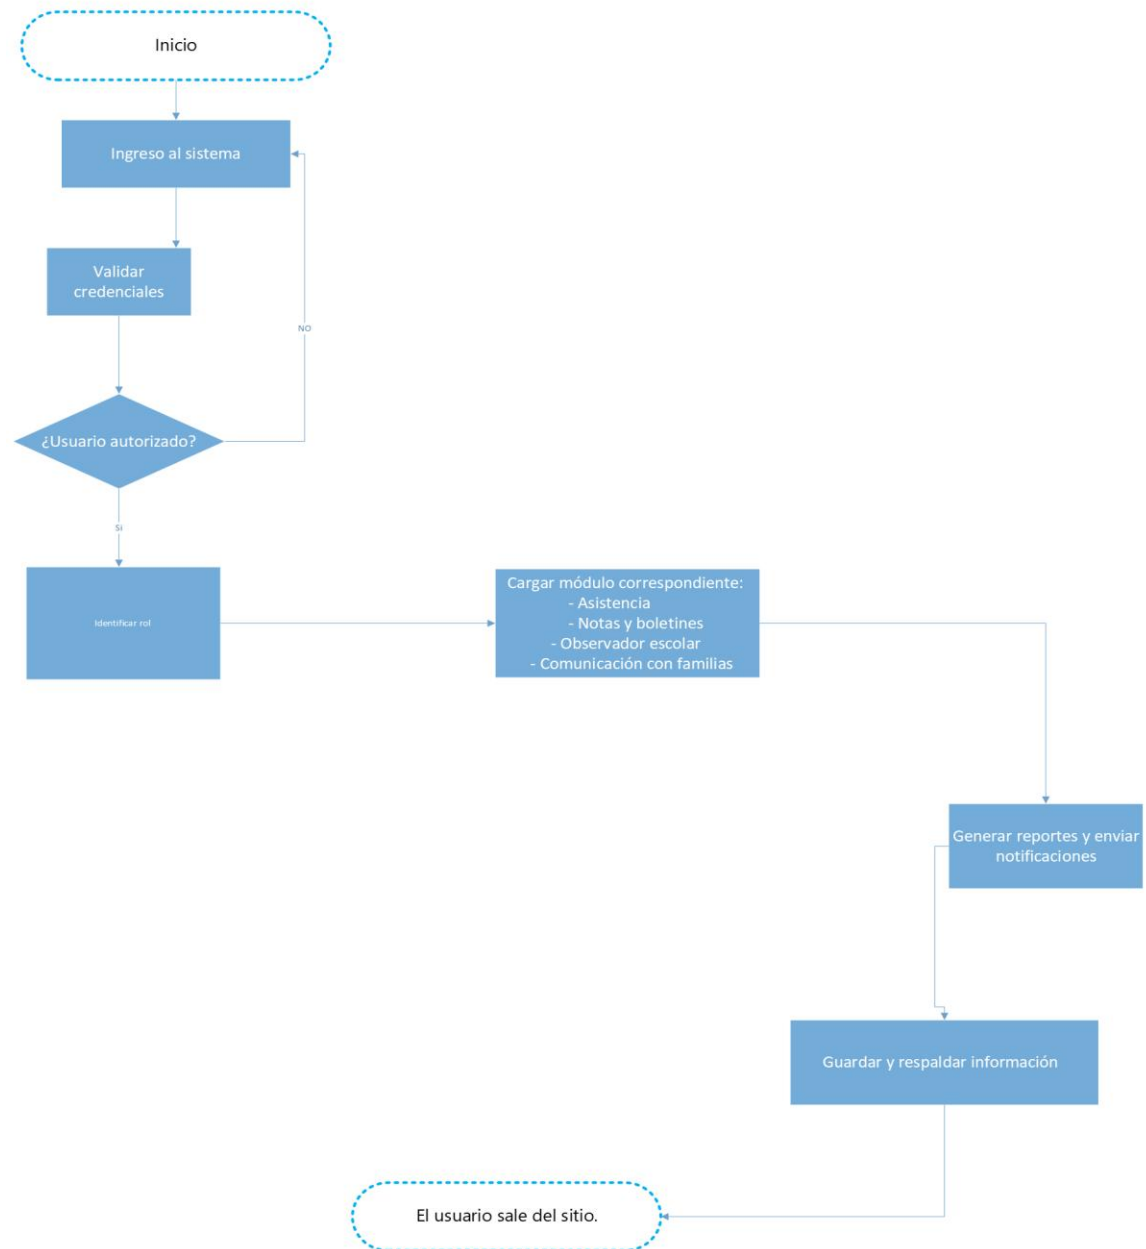 Inicio
Ingreso al sistema
Validar
credenciales
NO
¿Usuario autorizado?
Si
Identificar rol
Cargar módulo correspondiente:
- Asistencia
- Notas y boletines
- Observador escolar
- Comunicación con familias
Generar reportes y enviar
notificaciones
Guardar y respaldar información
El usuario sale del sitio.